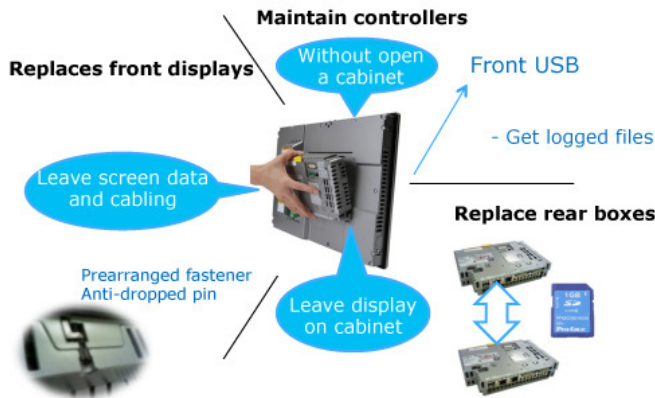 Maintain controllers
Without open
a cabinet
Replaces front displays
Front USB
- Get logged files
Leave screen data
and cabling
Replace rear boxes
Prearranged fastener
Anti-dropped pin
Leave display
on cabinet
1GB
Pro-face